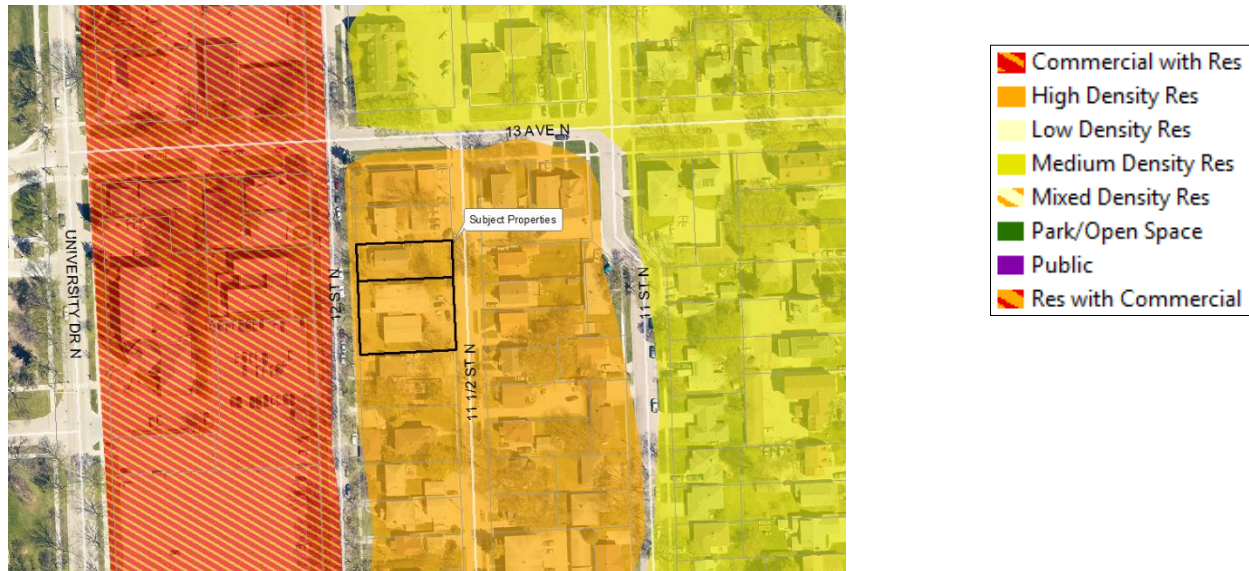 13 AVE N
Subject Properties
UNIVERSITY DR N
12 ST N
11 ST N
11 1/2 ST N
Commercial with Res
High Density Res
Low Density Res
Medium Density Res
Mixed Density Res
Park/Open Space
Public
Res with Commercial